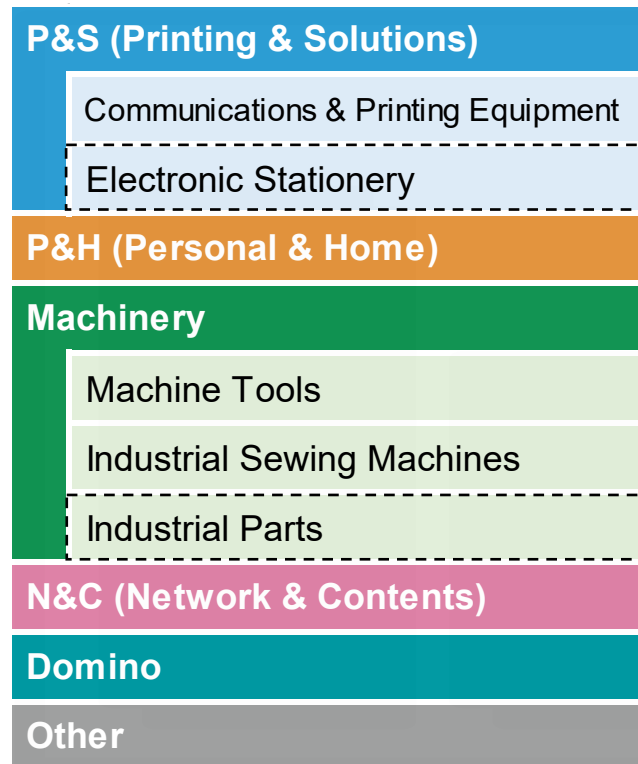 P&S (Printing & Solutions)
Communications & Printing Equipment
Electronic Stationery
P&H (Personal & Home)
Machinery
Machine Tools
Industrial Sewing Machines
Industrial Parts
N&C (Network & Contents)
Domino
Other